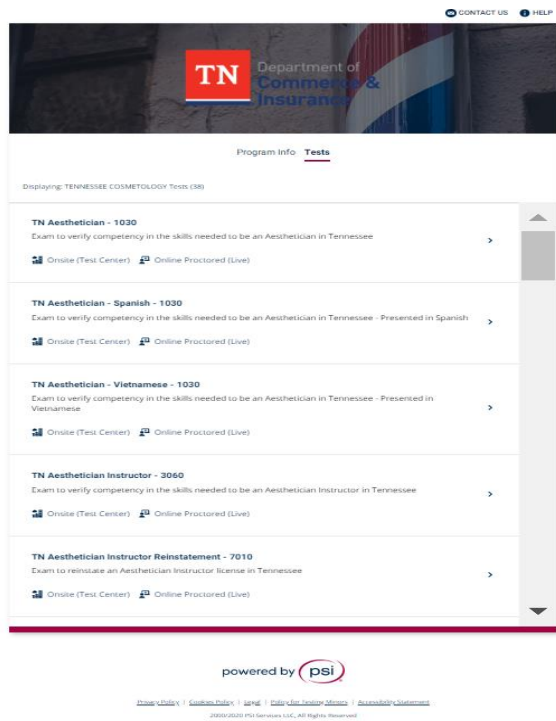 CONTACT US HELP
TN
Department of
Commerce &
Insurance
Program Info Tests
Displaying: TENNESSEE COSMETOLOGY Tests (38)
TN Aesthetician - 1030
Exam to verify competency in the skills needed to be an Aesthetician in Tennessee
Onsite (Test Center) Online Proctored (Live)
TN Aesthetician - Spanish - 1030
Exam to verify competency in the skills needed to be an Aesthetician in Tennessee - Presented in Spanish
Onsite (Test Center) Online Proctored (Live)
TN Aesthetician - Vietnamese - 1030
Exam to verify competency in the skills needed to be an Aesthetician in Tennessee - Presented in
Vietnamese
Onsite (Test Center) Online Proctored (Live)
TN Aesthetician Instructor - 3060
Exam to verify competency in the skills needed to be an Aesthetician Instructor in Tennessee
Onsite (Test Center) Online Proctored (Live)
TN Aesthetician Instructor Reinstatement - 7010
Exam to reinstate an Aesthetician Instructor license in Tennessee
Onsite (Test Center) Online Proctored (Live)
powered by psi
Privacy Policy | Cookies Policy | Legal | Policy for Testing Minors | Accessibility Statement
2000/2020 PSI Services LLC, All Rights Reserved